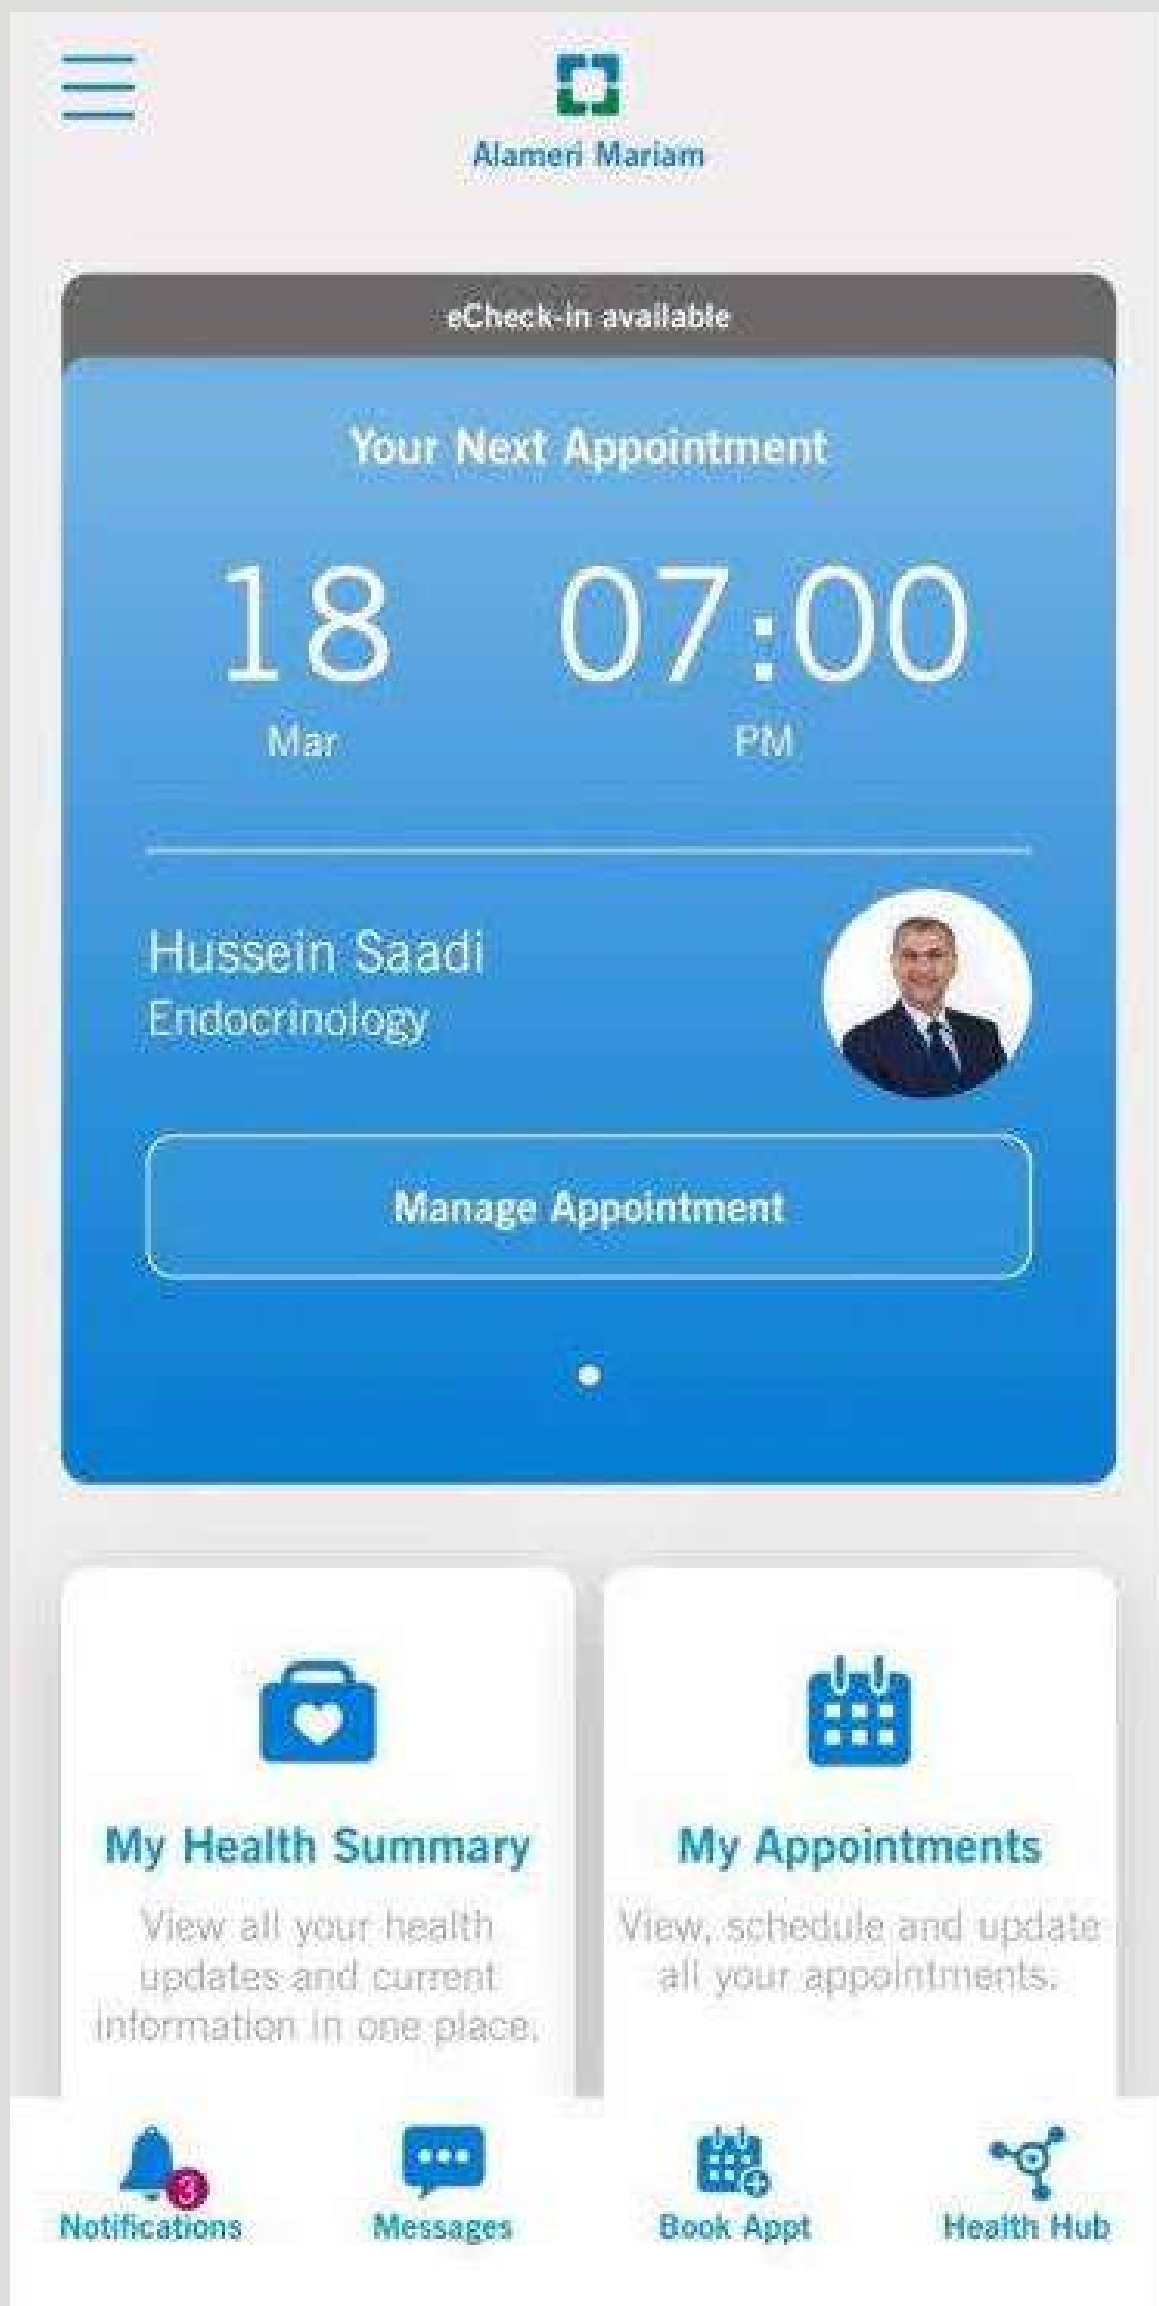 Alameri Mariam
eCheck-in available
Your Next Appointment
18 07:00
Mar PM
Hussein Saadi
Endocrinology
Manage Appointment
My Health Summary
View all your health
updates and current
information in one place.
My Appointments
View, schedule and update
all your appointments.
3
Notifications
Messages
Book Appt
Health Hub